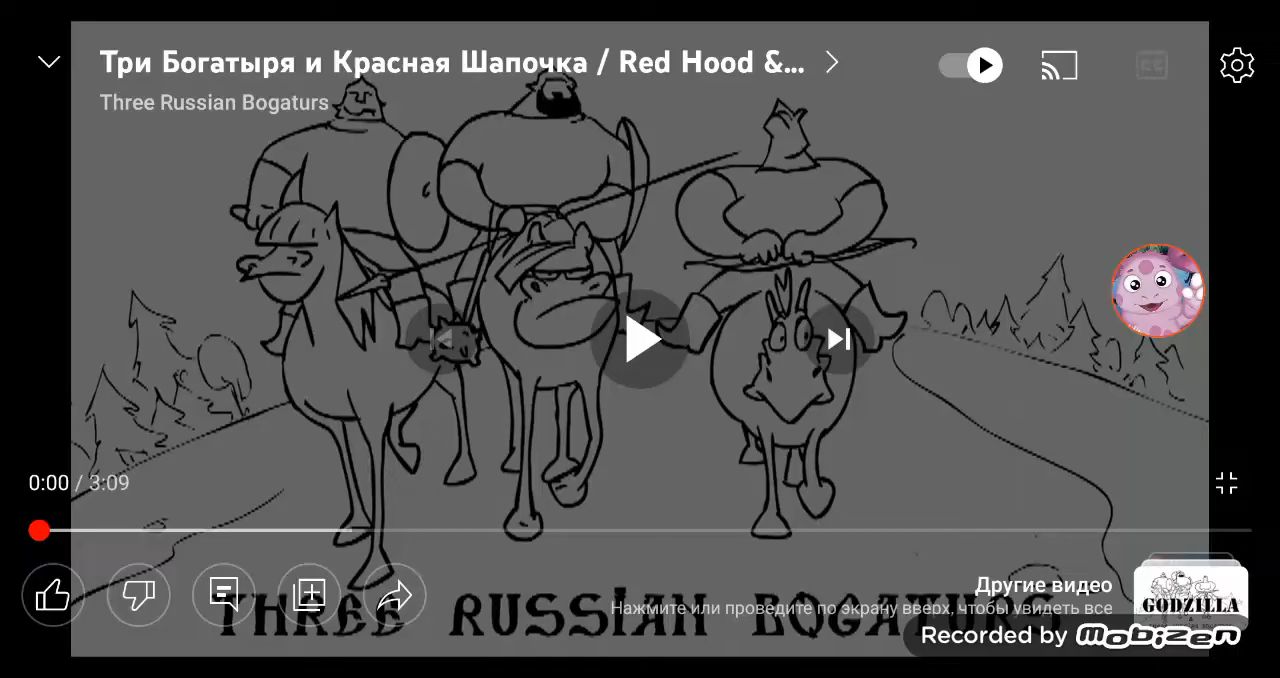 Три Богатыря и Красная Шапочка / Red Hood &...
Three Russian Bogaturs
CC
0:00 / 3:09
Другие видео
Нажмите или проведите по экрану вверх, чтобы увидеть все
GODZILLA
THREE RUSSIAN BOGATURS
Recorded by Mobizen